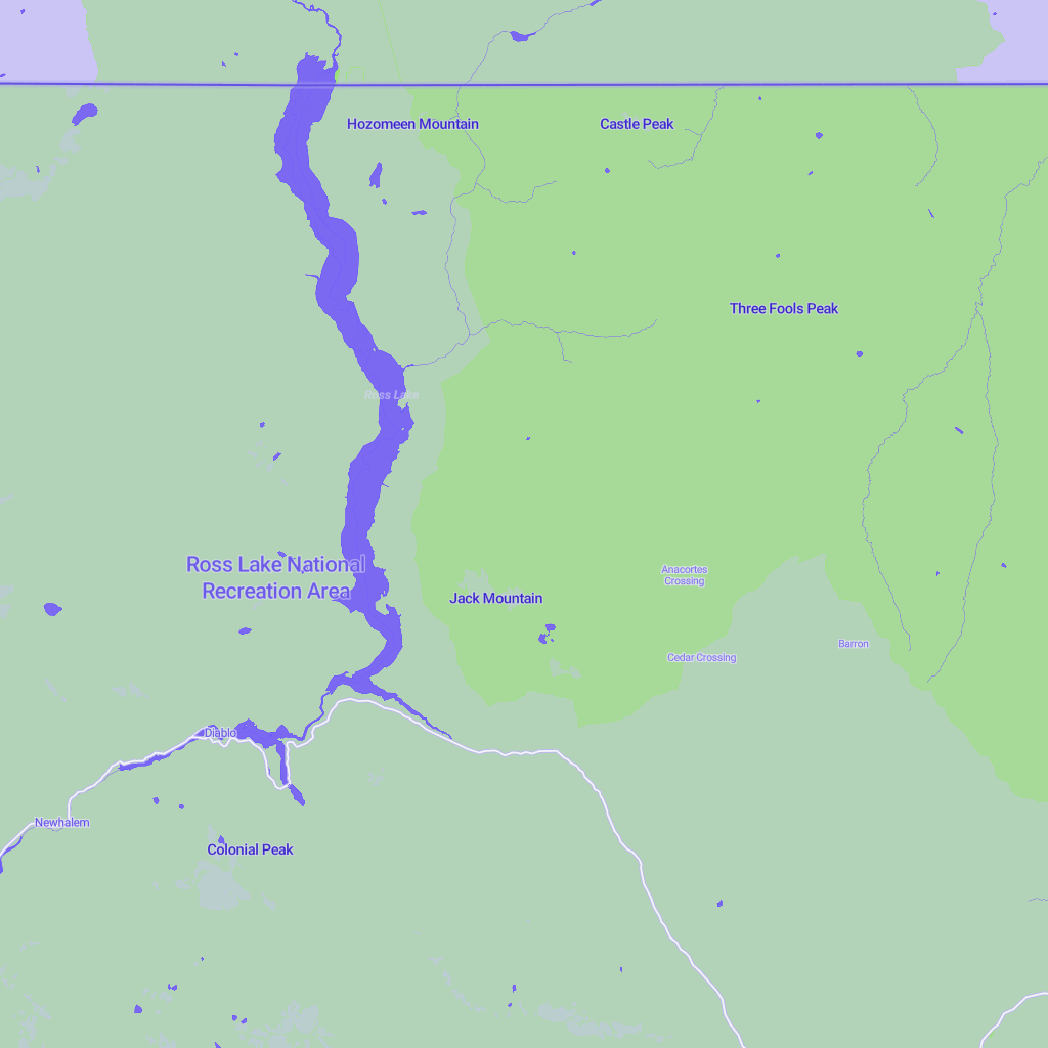 Hozomeen Mountain
Castle Peak
Three Fools Peak
Ross Lake
Ross Lake National
Recreation Area
Anacortes
Crossing
Jack Mountain
Barron
Cedar Crossing
Diablo
Newhalem
Colonial Peak